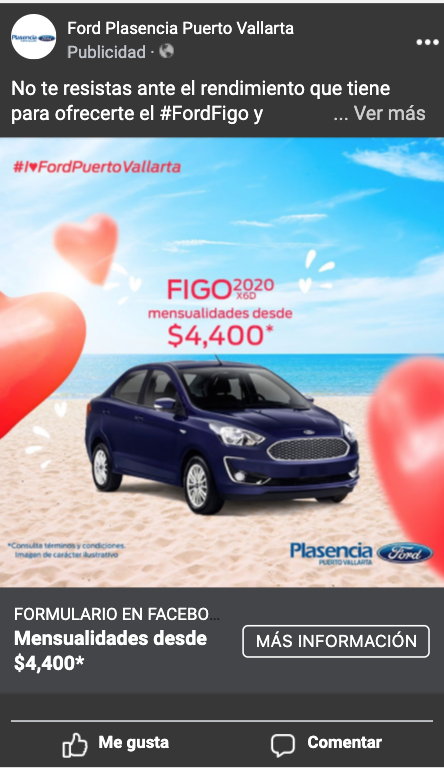 Plasencia Ford
Ford Plasencia Puerto Vallarta
Publicidad ·
No te resistas ante el rendimiento que tiene
para ofrecerte el #FordFigo y ... Ver más
#I♥FordPuertoVallarta
FIGO 2020
X6D
mensualidades desde
$4,400*
*Consulta términos y condiciones.
Imagen de carácter ilustrativo
Plasencia Ford
PUERTO VALLARTA
FORMULARIO EN FACEBO...
Mensualidades desde
$4,400*
MÁS INFORMACIÓN
Me gusta
Comentar